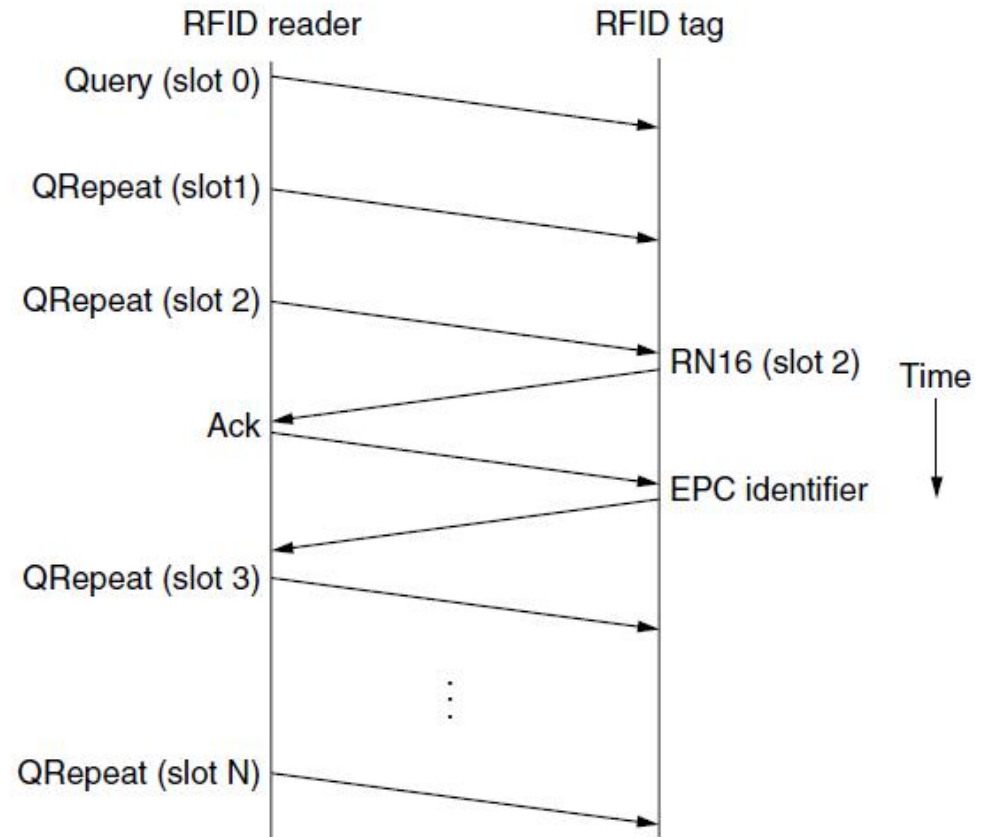 RFID reader
RFID tag
Query (slot 0)
QRepeat (slot1)
QRepeat (slot 2)
RN16 (slot 2)
Time
Ack
EPC identifier
QRepeat (slot 3)
QRepeat (slot N)